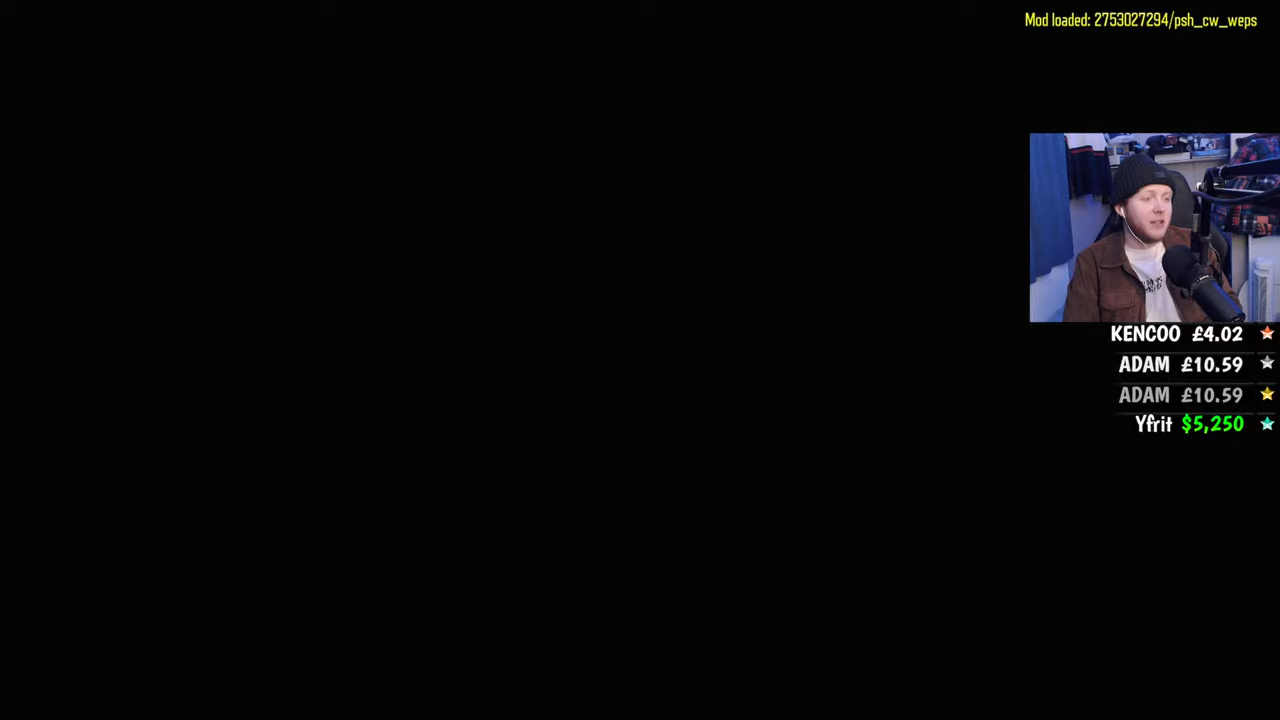 Mod loaded: 2753027294/psh_cw_weps
KENCOO £4.02
ADAM £10.59
ADAM £10.59
Yfrit $5,250